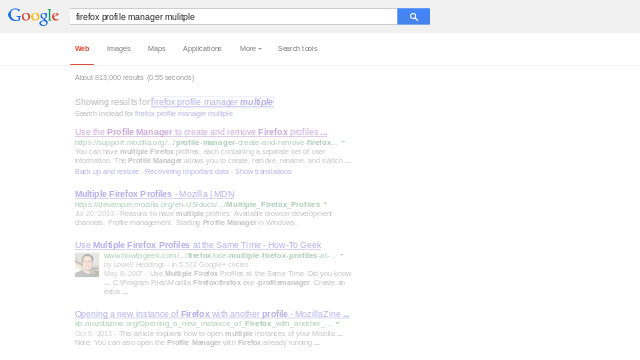 Google firefox profile manager mulitple
Web Images Maps Applications More Search tools
About 813,000 results (0.55 seconds)
Showing results for firefox profile manager multiple
Search instead for firefox profile manager mulitple
Use the Profile Manager to create and remove Firefox profiles ...
https://support.mozilla.org/.../profile-manager-create-and-remove-firefox...
You can have multiple Firefox profiles, each containing a separate set of user
information. The Profile Manager allows you to create, remove, rename, and switch ...
Back up and restore - Recovering important data - Show translations
Multiple Firefox Profiles - Mozilla | MDN
https://developer.mozilla.org/en-US/docs/.../Multiple_Firefox_Profiles
Jul 20, 2013 - Reasons to have multiple profiles; Available browser development
channels; Profile management. Starting Profile Manager in Windows.
Use Multiple Firefox Profiles at the Same Time - How-To Geek
www.howtogeek.com/.../firefox/use-multiple-firefox-profiles-at-...
by Lowell Heddings - in 5,572 Google+ circles
May 8, 2007 - Use Multiple Firefox Profiles at the Same Time. Did you know
... C:\Program Files\Mozilla Firefox\firefox.exe -profilemanager. Create an
extra ...
Opening a new instance of Firefox with another profile - MozillaZine ...
kb.mozillazine.org/Opening_a_new_instance_of_Firefox_with_another_...
Oct 9, 2013 - This article explains how to open multiple instances of your Mozilla ...
Note: You can also open the Profile Manager with Firefox already running ...